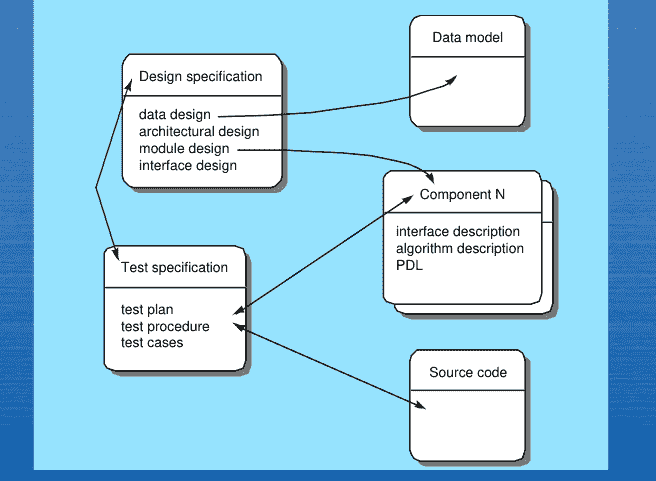 Design specification
data design
architectural design
module design
interface design
Data model
Component N
interface description
algorithm description
PDL
Test specification
test plan
test procedure
test cases
Source code